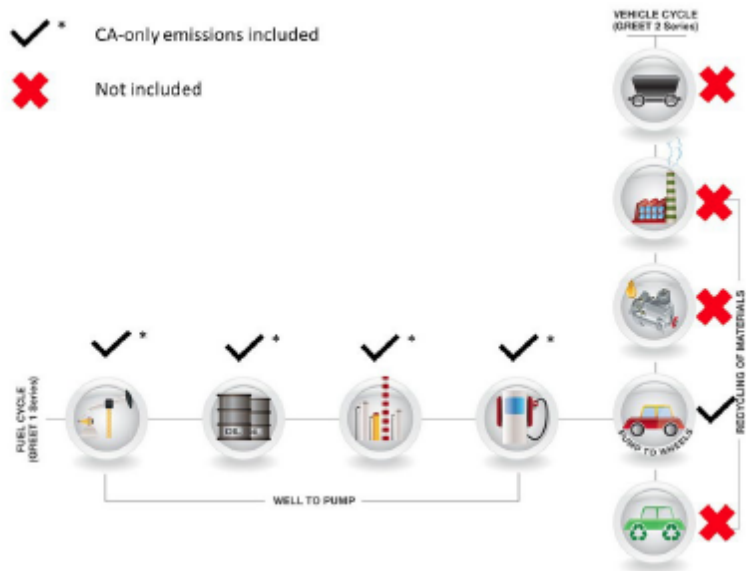 * CA-only emissions included
Not included
VEHICLE CYCLE
(GREET 2 Series)
* * * *
FUEL CYCLE
(GREET 1 Series)
OIL
PUMP TO WHEELS
RECYCLING OF MATERIALS
WELL TO PUMP